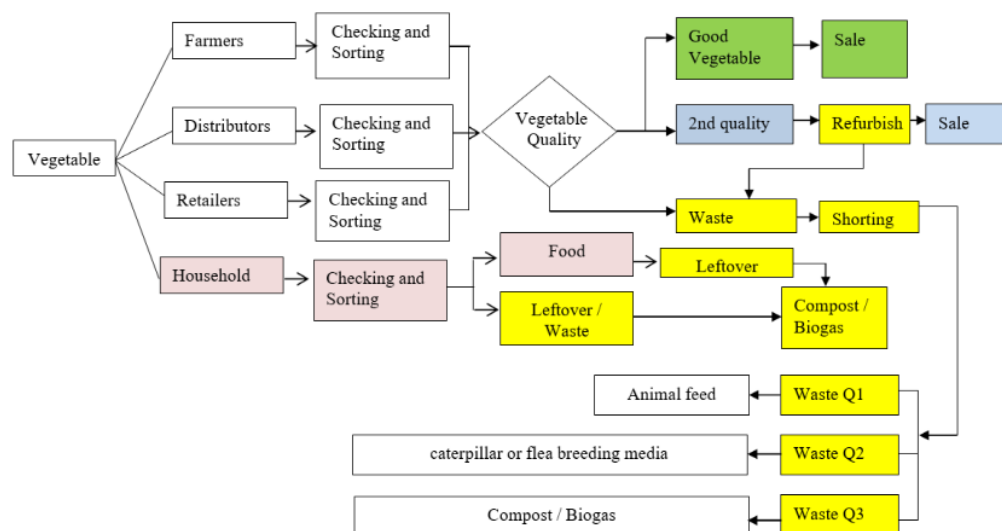 Vegetable
Farmers
Checking and
Sorting
Distributors
Checking and
Sorting
Retailers
Checking and
Sorting
Household
Checking and
Sorting
Vegetable
Quality
Good
Vegetable
Sale
2nd quality
Refurbish
Sale
Waste
Shorting
Food
Leftover
Leftover /
Waste
Compost /
Biogas
Animal feed
Waste Q1
caterpillar or flea breeding media
Waste Q2
Compost / Biogas
Waste Q3